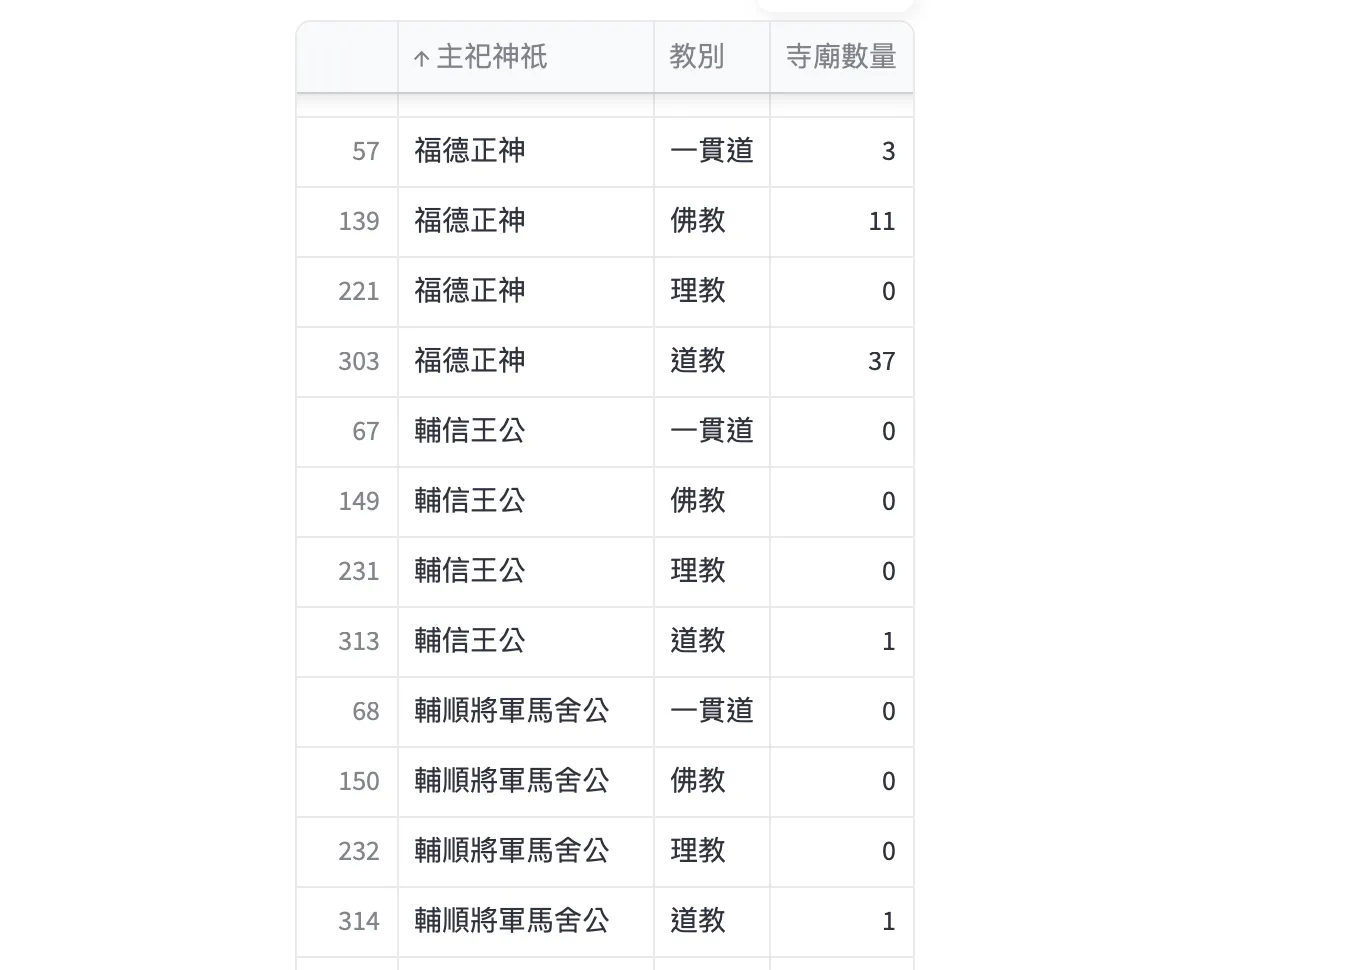 ↑ 主祀神祇 教別 寺廟數量
57 福德正神 一貫道 3
139 福德正神 佛教 11
221 福德正神 理教 0
303 福德正神 道教 37
67 輔信王公 一貫道 0
149 輔信王公 佛教 0
231 輔信王公 理教 0
313 輔信王公 道教 1
68 輔順將軍馬舍公 一貫道 0
150 輔順將軍馬舍公 佛教 0
232 輔順將軍馬舍公 理教 0
314 輔順將軍馬舍公 道教 1